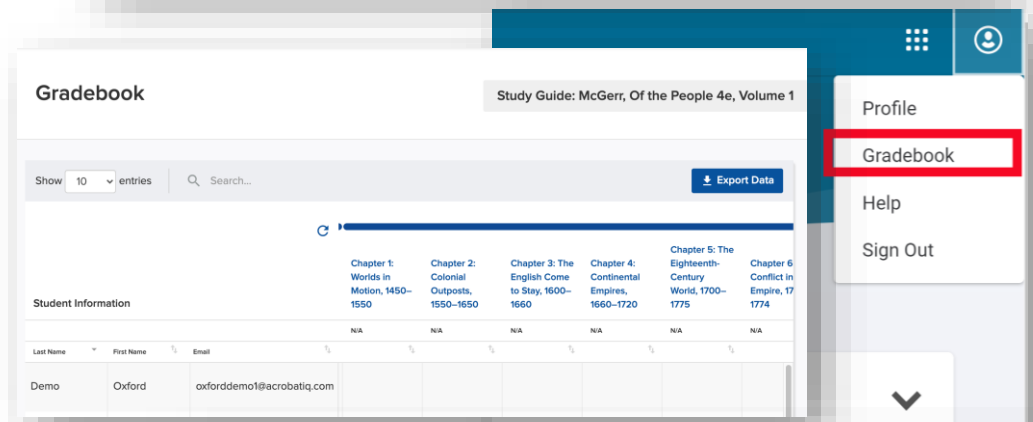 Gradebook
Study Guide: McGerr, Of the People 4e, Volume 1
Show 10 entries
Search...
Export Data
Student Information
Chapter 1:
Worlds in
Motion, 1450–
1550
Chapter 2:
Colonial
Outposts,
1550–1650
Chapter 3: The
English Come
to Stay, 1600–
1660
Chapter 4:
Continental
Empires,
1660–1720
Chapter 5: The
Eighteenth-
Century
World, 1700–
1775
Chapter 6
Conflict in
Empire, 17
1774
N/A N/A N/A N/A N/A N/A
Last Name First Name Email
Demo Oxford oxforddemo1@acrobatiq.com
Profile
Gradebook
Help
Sign Out